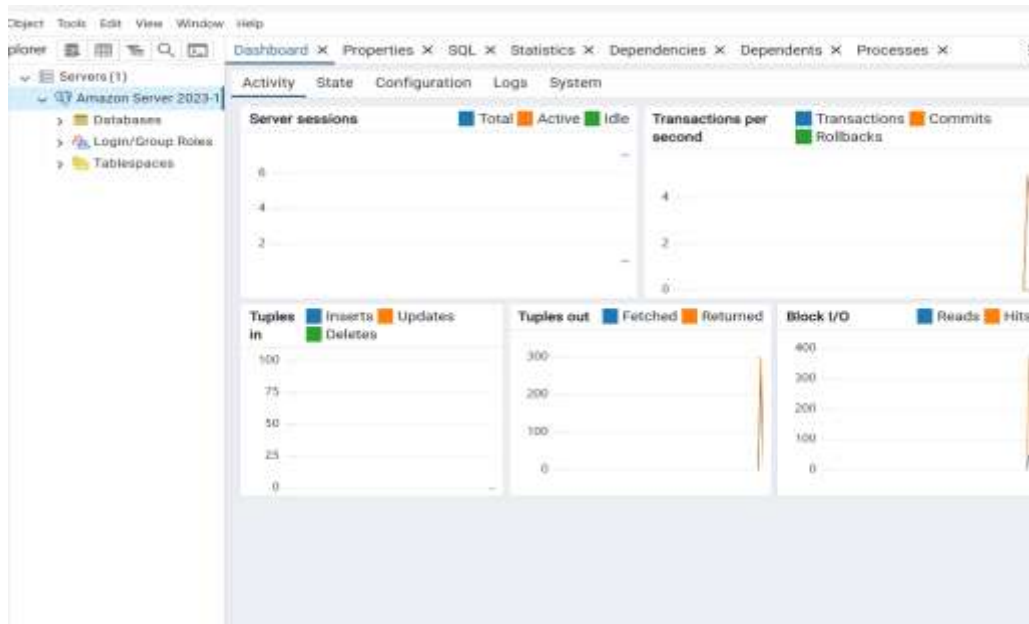 Object Tools Edit View Window Help
plorer Dashboard × Properties × SQL × Statistics × Dependencies × Dependents × Processes ×
Servers (1)
Amazon Server 2023-1
Databases
Login/Group Roles
Tablespaces
Activity State Configuration Logs System
Server sessions Total Active Idle
6
4
2
Transactions per second Transactions Commits
Rollbacks
4
2
0
Tuples in Inserts Updates
Deletes
100
75
50
25
0
Tuples out Fetched Returned
300
200
100
0
Block I/O Reads Hits
400
300
200
100
0